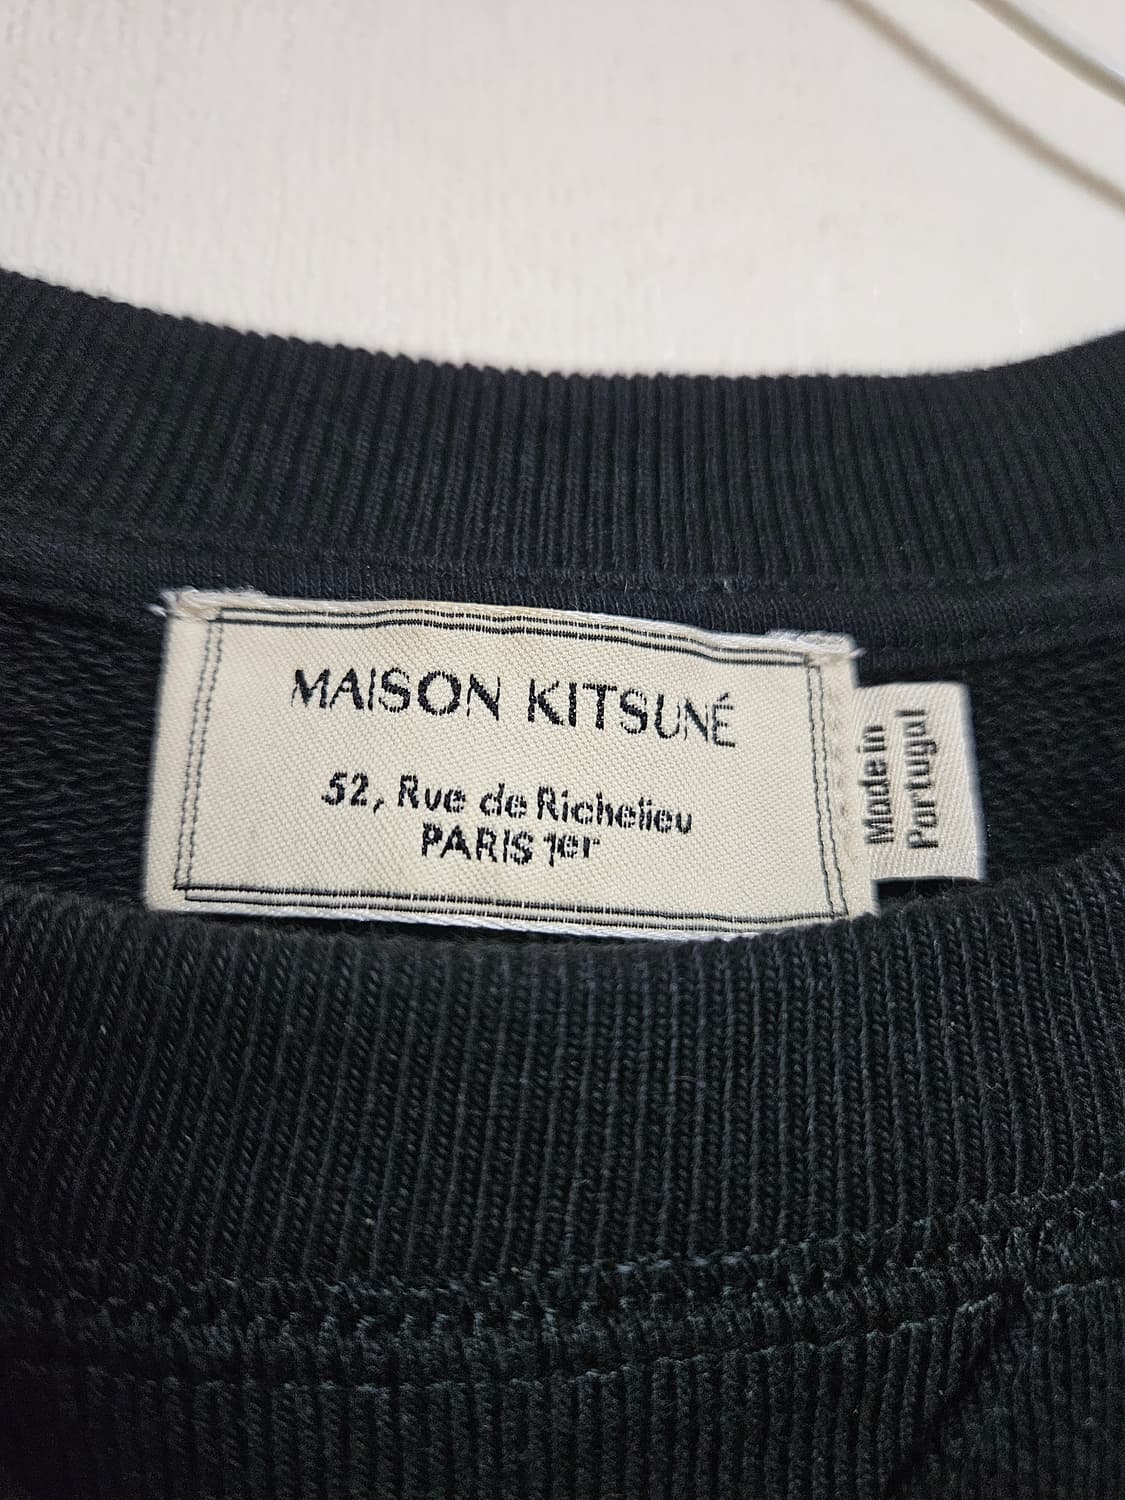 MAISON KITSUNÉ
52, Rue de Richelieu
PARIS 1er
Made in
Portugal